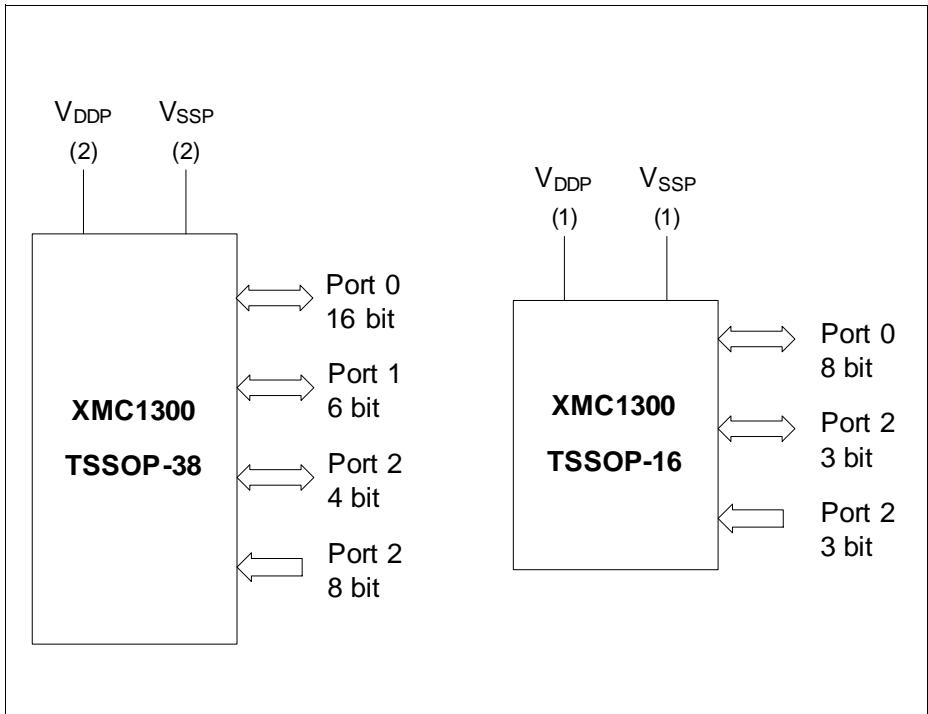 VDDP VSSP
(2) (2)
XMC1300
TSSOP-38
Port 0
16 bit
Port 1
6 bit
Port 2
4 bit
Port 2
8 bit
VDDP VSSP
(1) (1)
XMC1300
TSSOP-16
Port 0
8 bit
Port 2
3 bit
Port 2
3 bit